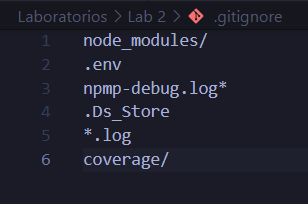 Laboratorios > Lab 2 > .gitignore
1 node_modules/
2 .env
3 npmp-debug.log*
4 .Ds_Store
5 *.log
6 coverage/